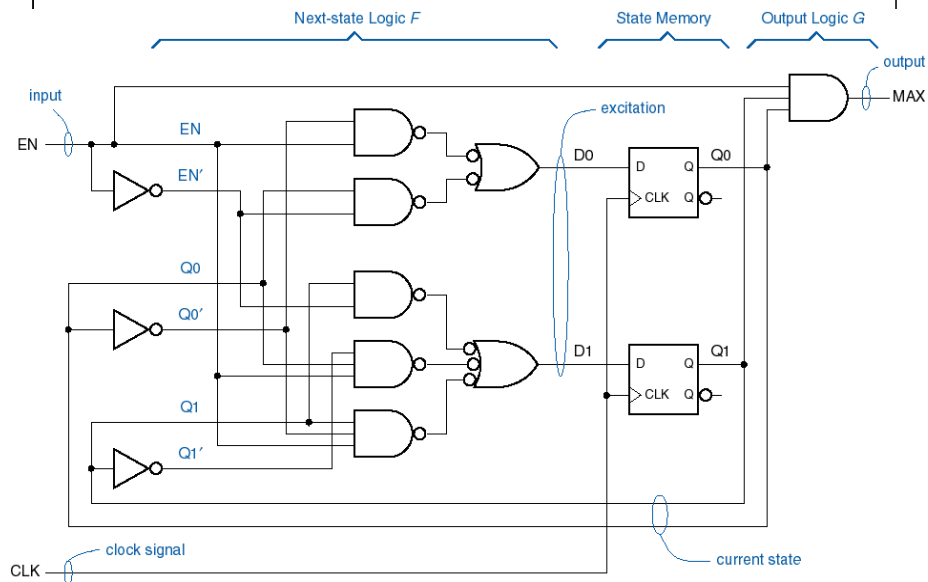 Next-state Logic F
State Memory
Output Logic G
output
input
excitation
MAX
EN
EN
EN′
D0
D
Q
Q0
CLK
Q
Q0
Q0′
D1
D
Q
Q1
CLK
Q
Q1
Q1′
clock signal
current state
CLK